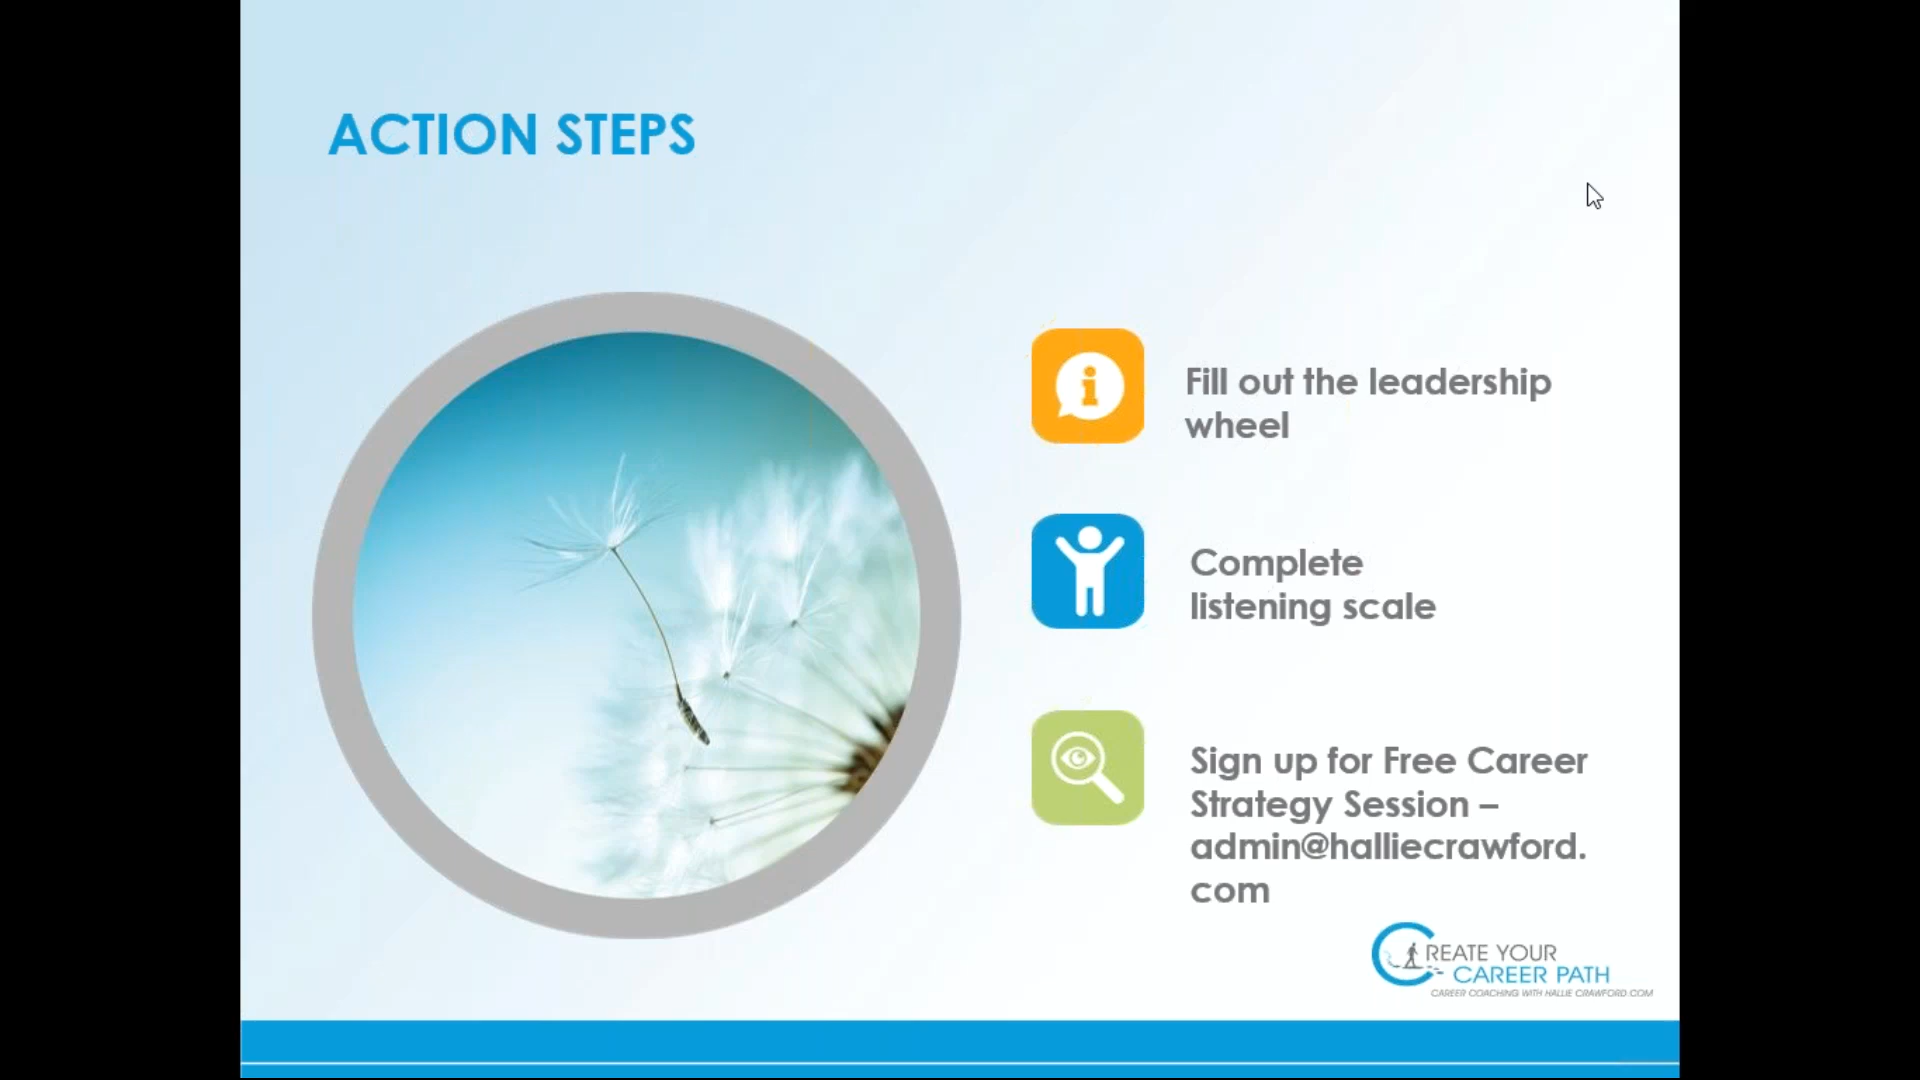 ACTION STEPS
Fill out the leadership
wheel
Complete
listening scale
Sign up for Free Career
Strategy Session –
admin@halliecrawford.
com
CREATE YOUR
CAREER PATH
CAREER COACHING WITH HALLIE CRAWFORD.COM